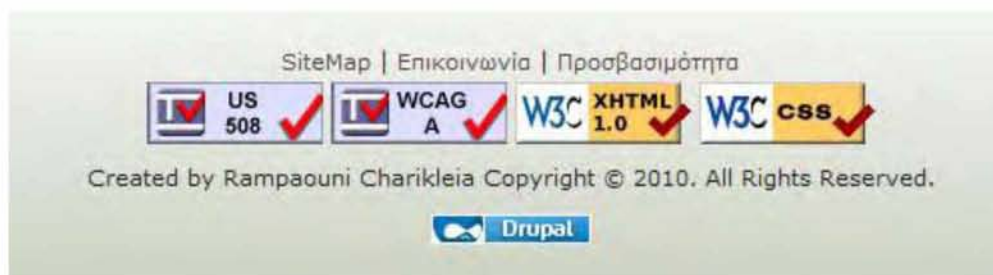 SiteMap | Επικοινωνία | Προσβασιμότητα
US 508 WCAG A W3C XHTML 1.0 W3C CSS
Created by Rampaouni Charikleia Copyright © 2010. All Rights Reserved.
Drupal